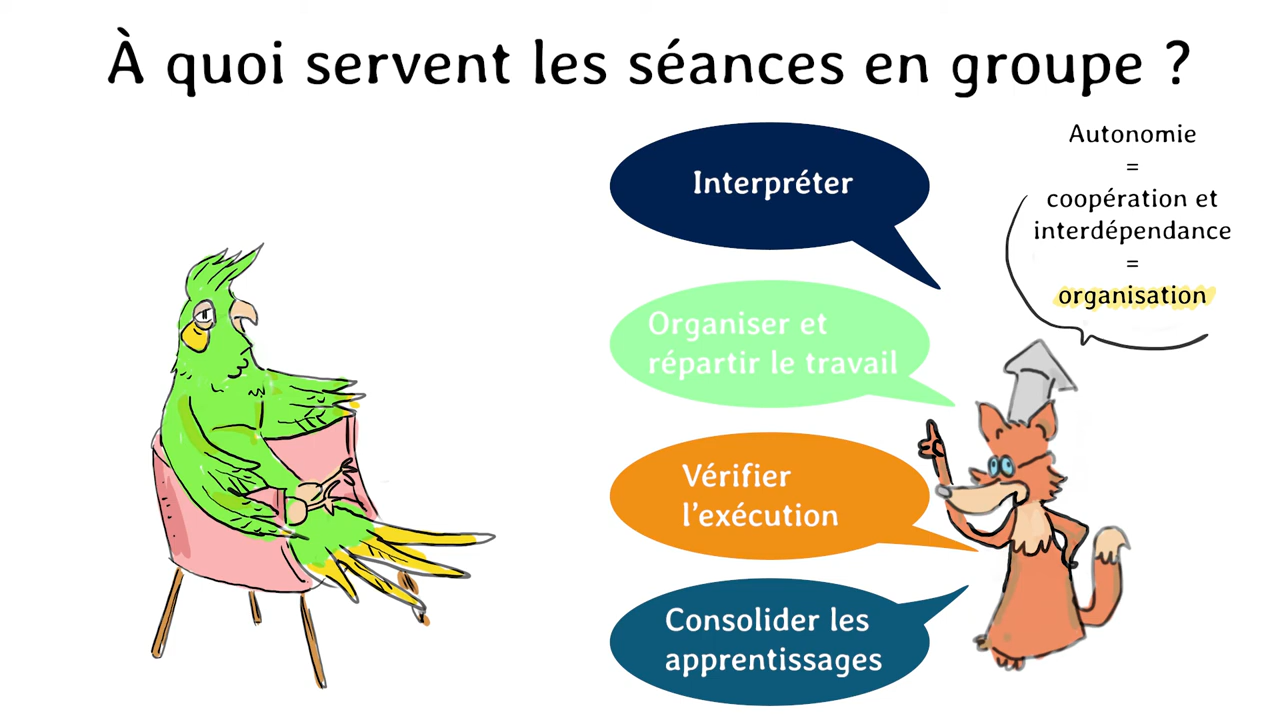 À quoi servent les séances en groupe ?
Interpréter
Organiser et
répartir le travail
Vérifier
l’exécution
Consolider les
apprentissages
Autonomie
=
coopération et
interdépendance
=
organisation